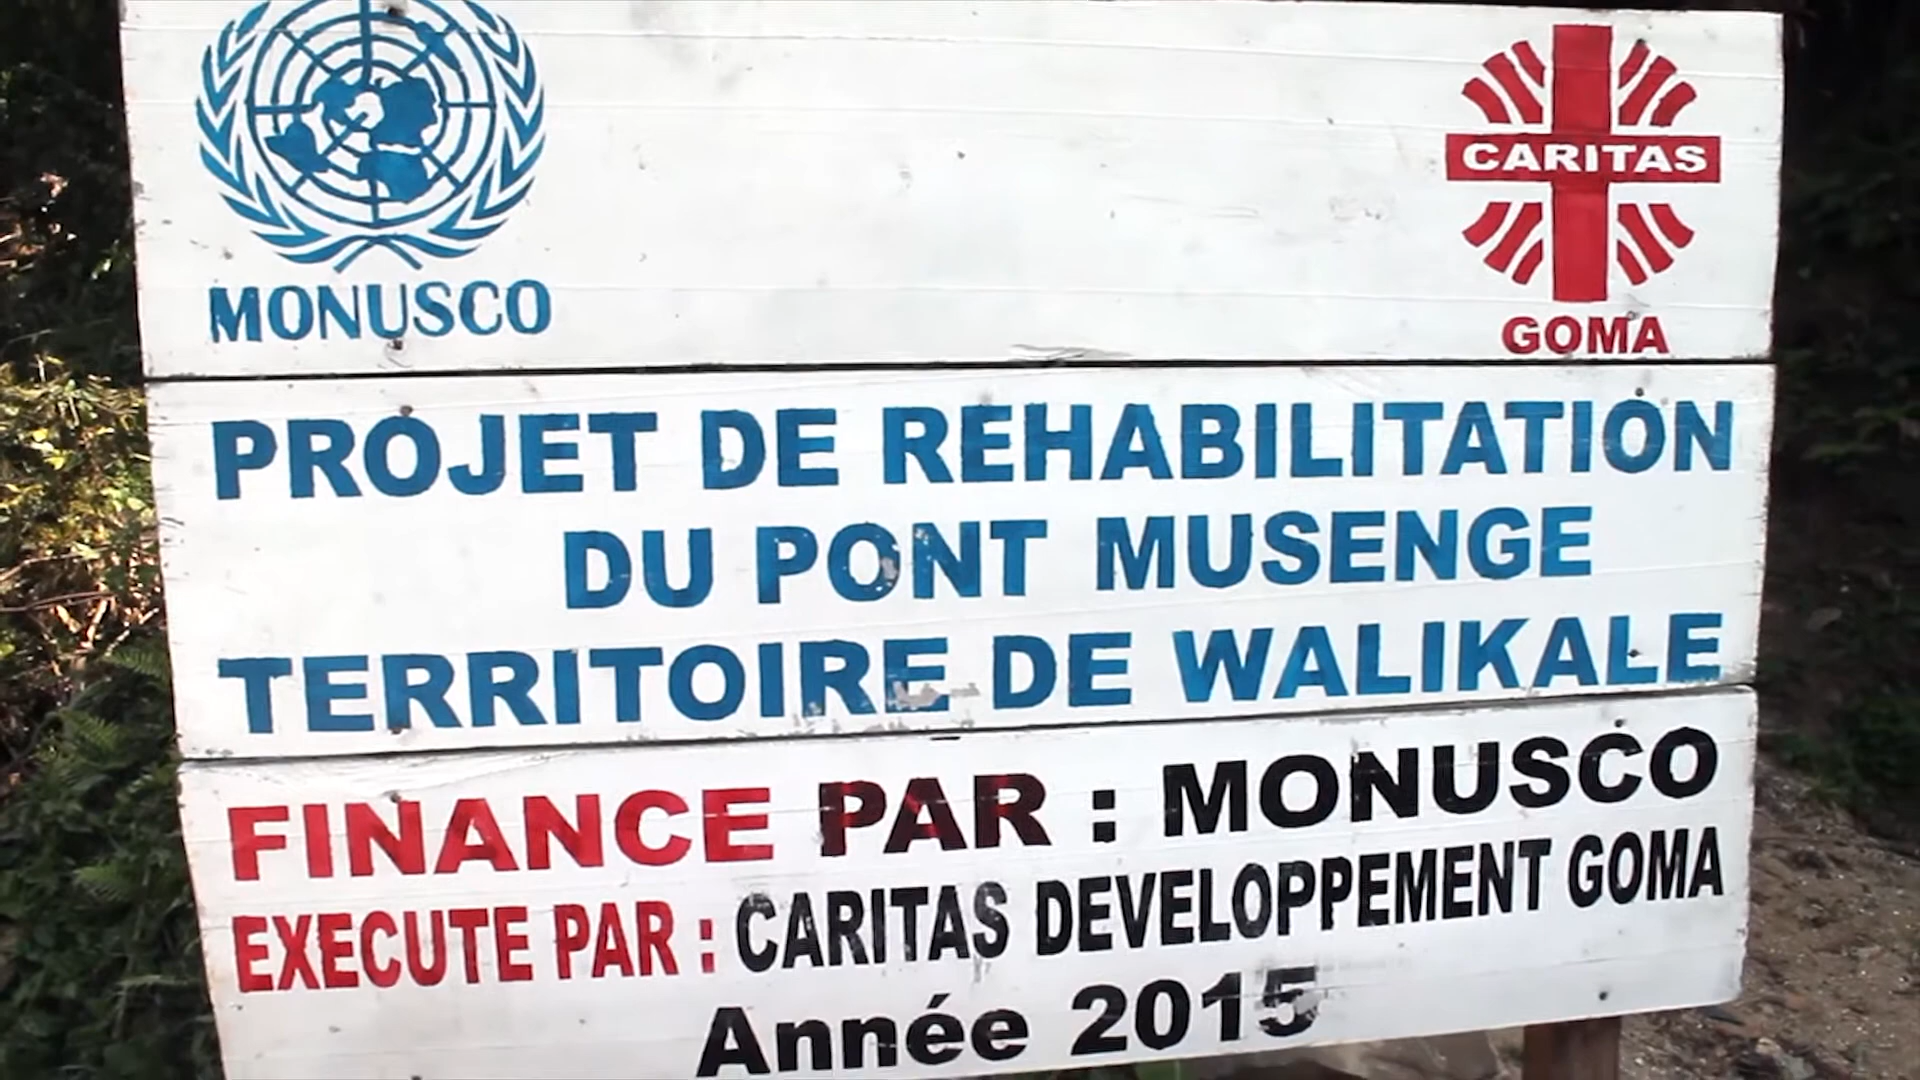 MONUSCO
CARITAS
GOMA
PROJET DE REHABILITATION
DU PONT MUSENGE
TERRITOIRE DE WALIKALE
FINANCE PAR : MONUSCO
EXECUTE PAR : CARITAS DEVELOPPEMENT GOMA
Année 2015